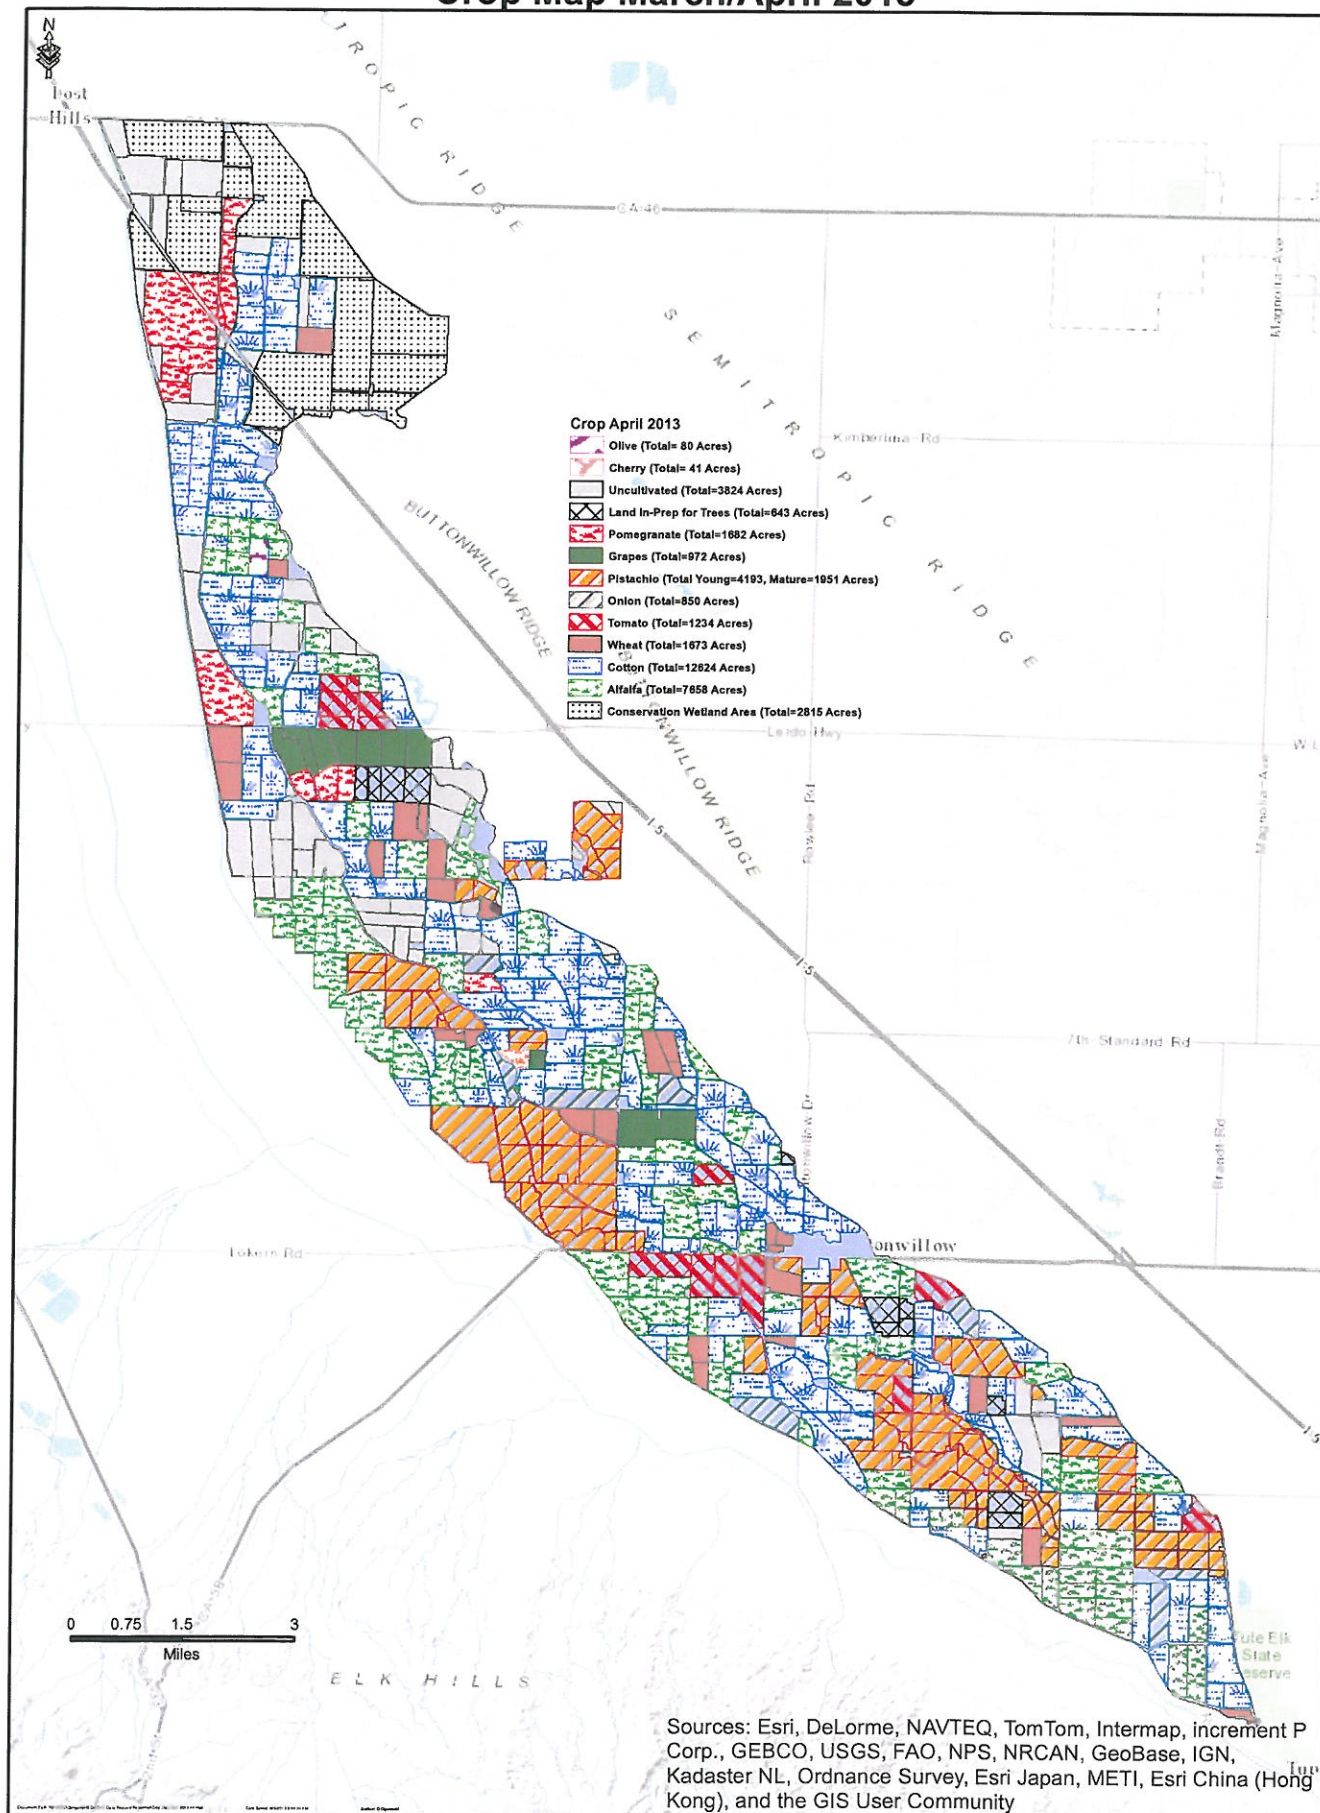 Crop Map March/April 2013
N
Lost
Hills
CA-46
SEMITROPIC RIDGE
Magnolia-Ave
Kimberlina-Rd
Crop April 2013
Olive (Total= 80 Acres)
Cherry (Total= 41 Acres)
Uncultivated (Total=3824 Acres)
Land In-Prep for Trees (Total=643 Acres)
Pomegranate (Total=1682 Acres)
Grapes (Total=972 Acres)
Pistachio (Total Young=4193, Mature=1951 Acres)
Onion (Total=850 Acres)
Tomato (Total=1234 Acres)
Wheat (Total=1673 Acres)
Cotton (Total=12624 Acres)
Alfalfa (Total=7658 Acres)
Conservation Wetland Area (Total=2815 Acres)
BUTTONWILLOW RIDGE
Lerdo Hwy
W-L
Rowlee Rd
Magnolia-Ave
I-5
I-5
7th Standard Rd
Brandt-Rd
Lokern Rd
onwillow
I-5
CA-58
0 0.75 1.5 3
Miles
ELK HILLS
Tule Elk
State
eserve
Sources: Esri, DeLorme, NAVTEQ, TomTom, Intermap, increment P
Corp., GEBCO, USGS, FAO, NPS, NRCAN, GeoBase, IGN,
Kadaster NL, Ordnance Survey, Esri Japan, METI, Esri China (Hong
Kong), and the GIS User Community